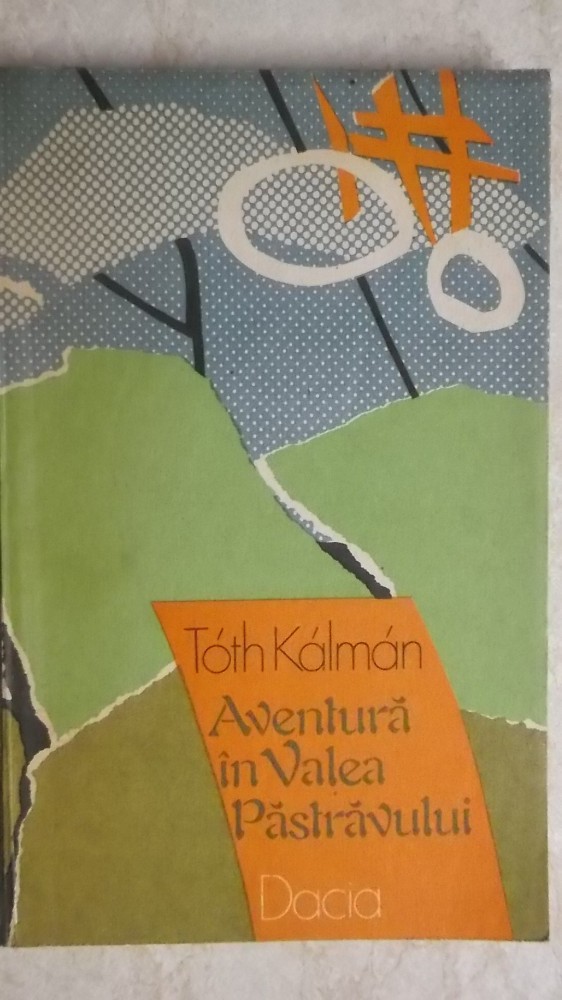 Tóth Kálmán
Aventură
în Valea
Păstrăvului
Dacia